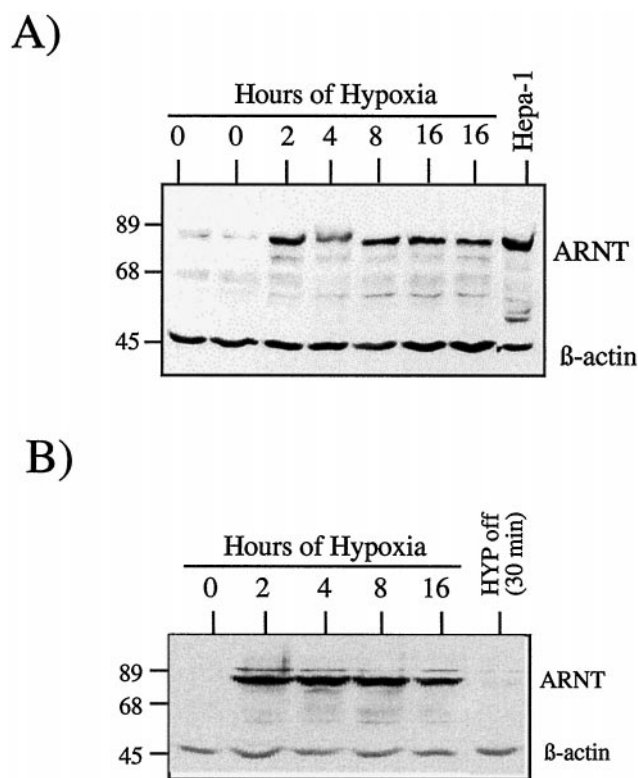 A)
Hours of Hypoxia
0 0 2 4 8 16 16 Hepa-1
89
ARNT
68
45
ß-actin
B)
Hours of Hypoxia
0 2 4 8 16 HYP off
(30 min)
89
ARNT
68
45
ß-actin